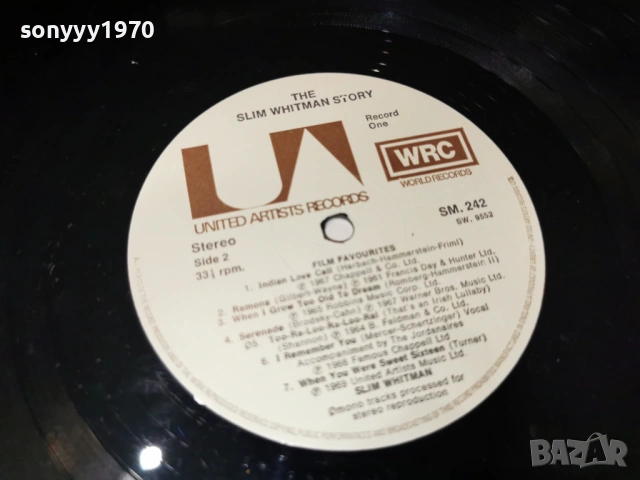 sonyyy1970
THE
SLIM WHITMAN STORY
Record
One
UA
WRC
WORLD RECORDS
UNITED ARTISTS RECORDS
Stereo
Side 2
33⅓ rpm.
SM. 242
SW. 9552
FILM FAVOURITES
1. Indian Love Call (Harbach-Hammerstein-Friml)
℗ 1967 Chappell & Co. Ltd.
2. Ramona (Gilbert-Wayne) ℗ 1961 Francis Day & Hunter Ltd.
3. When I Grow Too Old To Dream (Romberg-Hammerstein II)
℗ 1965 Robbins Music Corp. Ltd.
4. Serenade (Brodszky-Cahn) ℗ 1967 Warner Bros. Music Ltd.
Ø5. Too-Ra-Loo-Ra-Loo-Ral (That's an Irish Lullaby)
(Shannon) ℗ 1964 B. Feldman & Co. Ltd.
6. I Remember You (Mercer-Schertzinger) Vocal
Accompaniment by The Jordanaires
℗ 1966 Famous Chappell Ltd
7. When You Were Sweet Sixteen (Turner)
℗ 1969 United Artists Music Ltd.
SLIM WHITMAN
Ømono tracks processed for
stereo reproduction
BAZAR